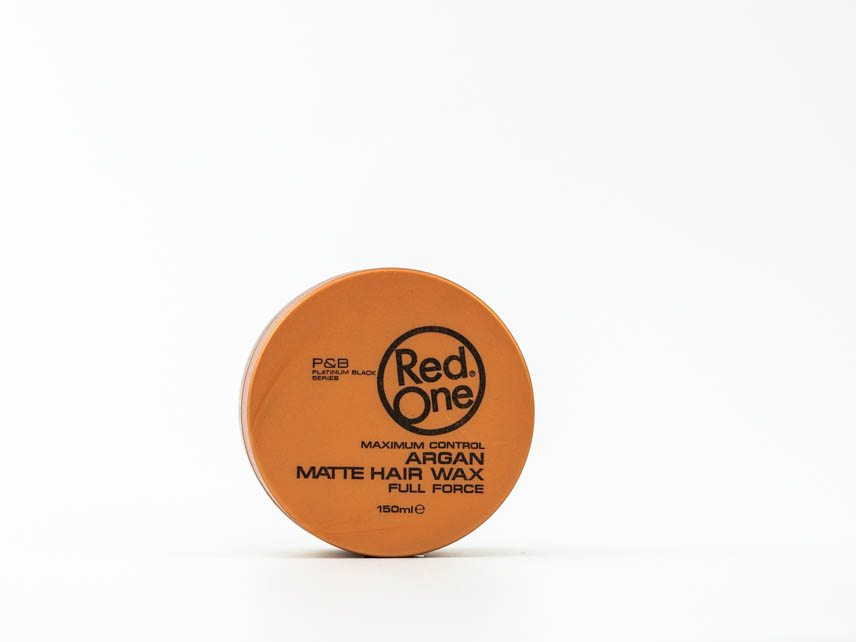 P&B
PLATINUM BLACK
SERIES
Red®
One
MAXIMUM CONTROL
ARGAN
MATTE HAIR WAX
FULL FORCE
150ml℮